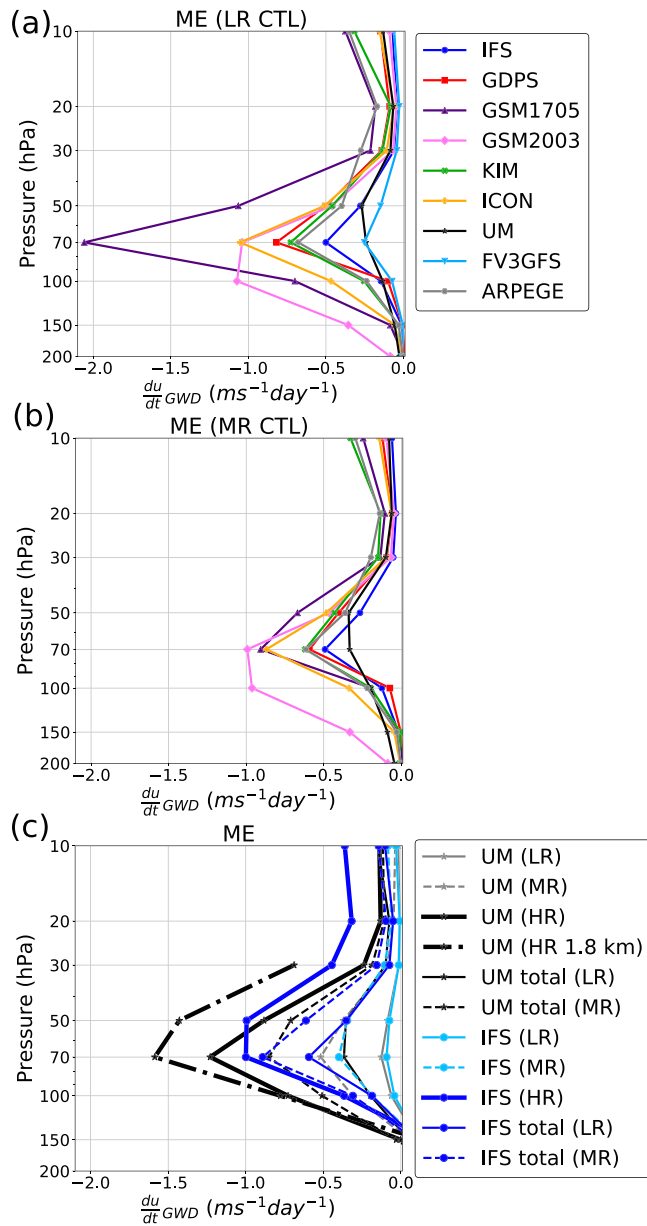 (a)
ME (LR CTL)
10
20
30
50
70
100
150
200
Pressure (hPa)
−2.0 −1.5 −1.0 −0.5 0.0
du/dt GWD (ms⁻¹day⁻¹)
IFS
GDPS
GSM1705
GSM2003
KIM
ICON
UM
FV3GFS
ARPEGE
(b)
ME (MR CTL)
10
20
30
50
70
100
150
200
Pressure (hPa)
−2.0 −1.5 −1.0 −0.5 0.0
du/dt GWD (ms⁻¹day⁻¹)
(c)
ME
10
20
30
50
70
100
150
200
Pressure (hPa)
−2.0 −1.5 −1.0 −0.5 0.0
du/dt GWD (ms⁻¹day⁻¹)
UM (LR)
UM (MR)
UM (HR)
UM (HR 1.8 km)
UM total (LR)
UM total (MR)
IFS (LR)
IFS (MR)
IFS (HR)
IFS total (LR)
IFS total (MR)